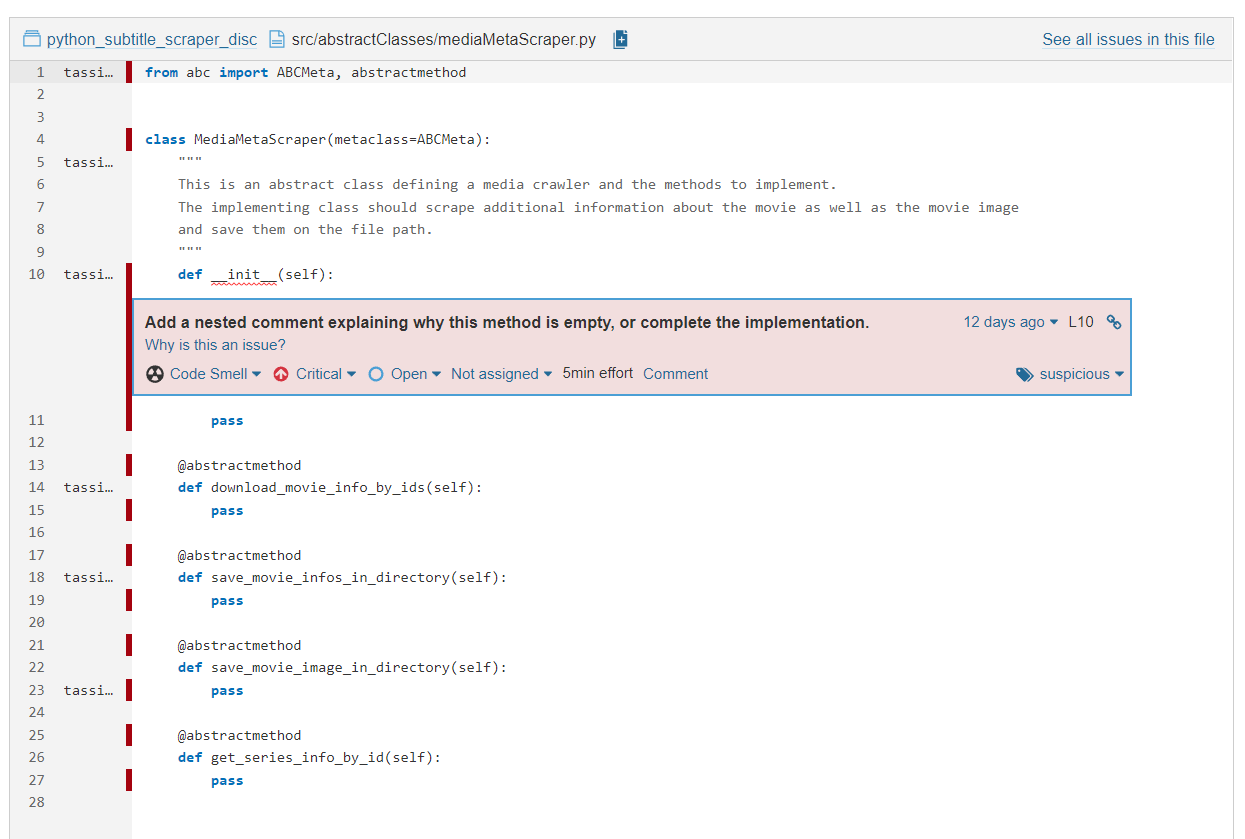 python_subtitle_scraper_disc src/abstractClasses/mediaMetaScraper.py See all issues in this file
1 tassi… from abc import ABCMeta, abstractmethod
2
3
4 class MediaMetaScraper(metaclass=ABCMeta):
5 tassi… """
6 This is an abstract class defining a media crawler and the methods to implement.
7 The implementing class should scrape additional information about the movie as well as the movie image
8 and save them on the file path.
9 """
10 tassi… def __init__(self):
Add a nested comment explaining why this method is empty, or complete the implementation. 12 days ago L10
Why is this an issue?
Code Smell Critical Open Not assigned 5min effort Comment suspicious
11 pass
12
13 @abstractmethod
14 tassi… def download_movie_info_by_ids(self):
15 pass
16
17 @abstractmethod
18 tassi… def save_movie_infos_in_directory(self):
19 pass
20
21 @abstractmethod
22 def save_movie_image_in_directory(self):
23 tassi… pass
24
25 @abstractmethod
26 def get_series_info_by_id(self):
27 pass
28